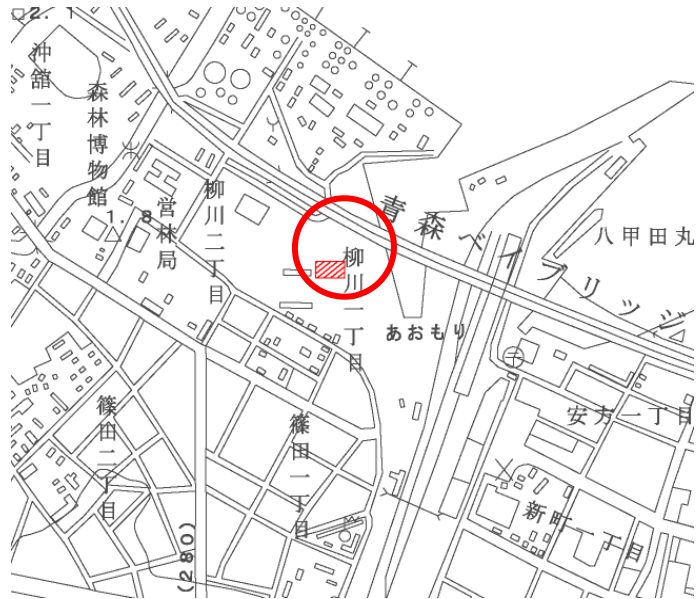 2.1
沖舘一丁目
森林博物館
1.8
営林局
柳川二丁目
柳川一丁目
青森ベイブリッジ
八甲田丸
あおもり
安方一丁目
篠田二丁目
篠田一丁目
新町一丁目
(280)